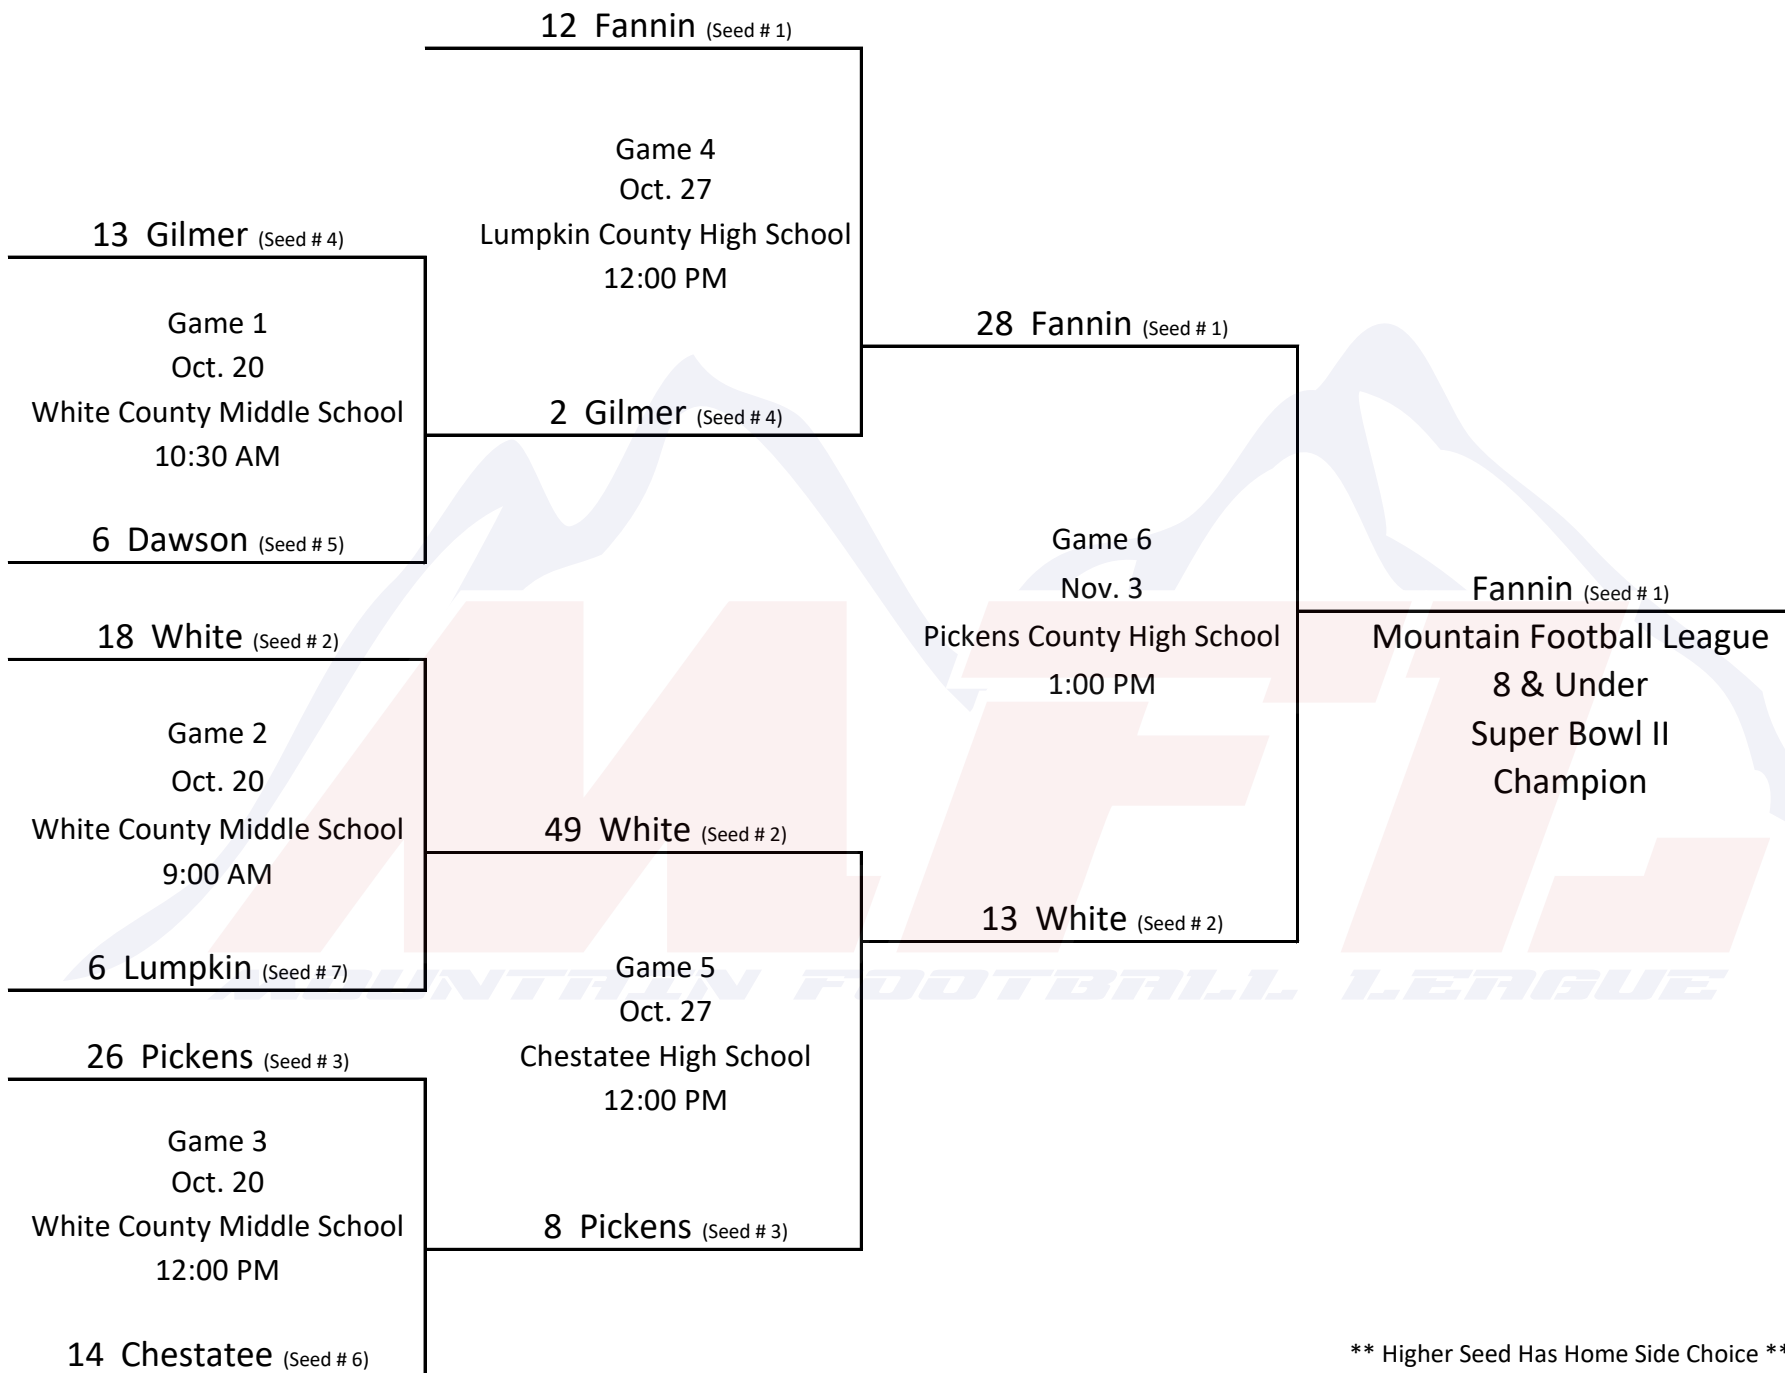 12 Fannin (Seed # 1)
Game 4
Oct. 27
Lumpkin County High School
12:00 PM
13 Gilmer (Seed # 4)
Game 1
Oct. 20
White County Middle School
10:30 AM
2 Gilmer (Seed # 4)
6 Dawson (Seed # 5)
28 Fannin (Seed # 1)
Game 6
Nov. 3
Pickens County High School
1:00 PM
Fannin (Seed # 1)
Mountain Football League
8 & Under
Super Bowl II
Champion
18 White (Seed # 2)
Game 2
Oct. 20
White County Middle School
9:00 AM
49 White (Seed # 2)
6 Lumpkin (Seed # 7)
13 White (Seed # 2)
Game 5
Oct. 27
Chestatee High School
12:00 PM
26 Pickens (Seed # 3)
Game 3
Oct. 20
White County Middle School
12:00 PM
8 Pickens (Seed # 3)
14 Chestatee (Seed # 6)
** Higher Seed Has Home Side Choice **
MFL
MOUNTAIN FOOTBALL LEAGUE